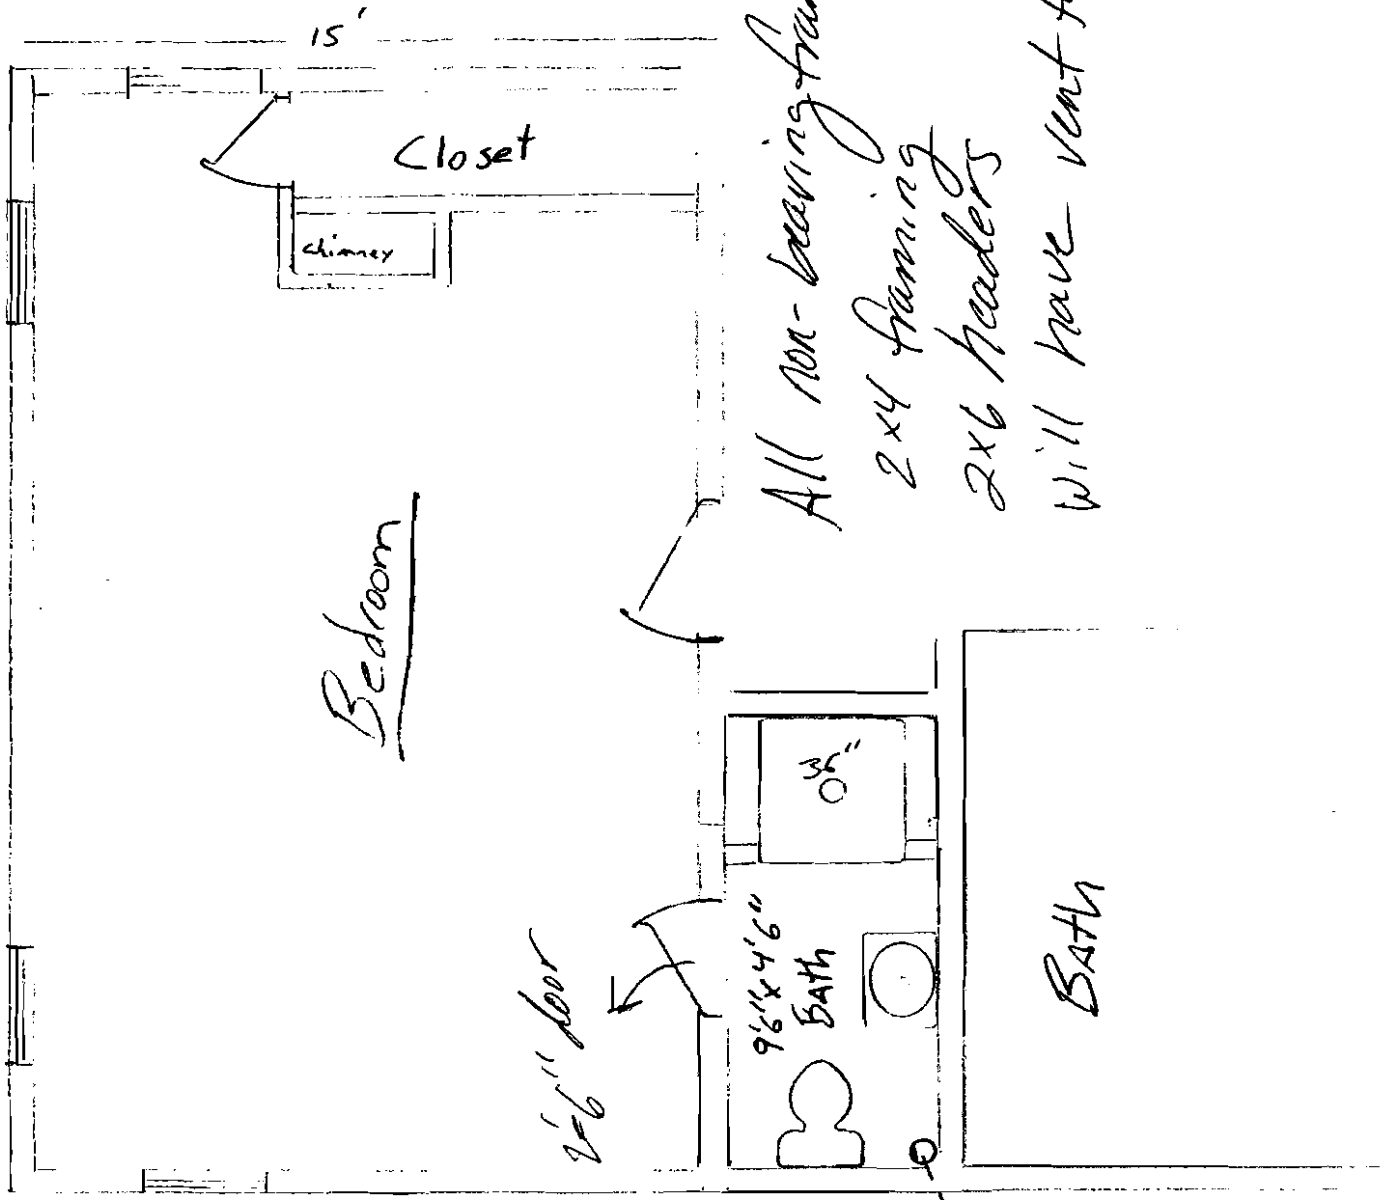 15'
Closet
chimney
All non-bearing
2x4 framing
2x6 headers
Will have vent
Bedroom
36"
2'-6" door
9'6"x4'6"
BATH
BATH